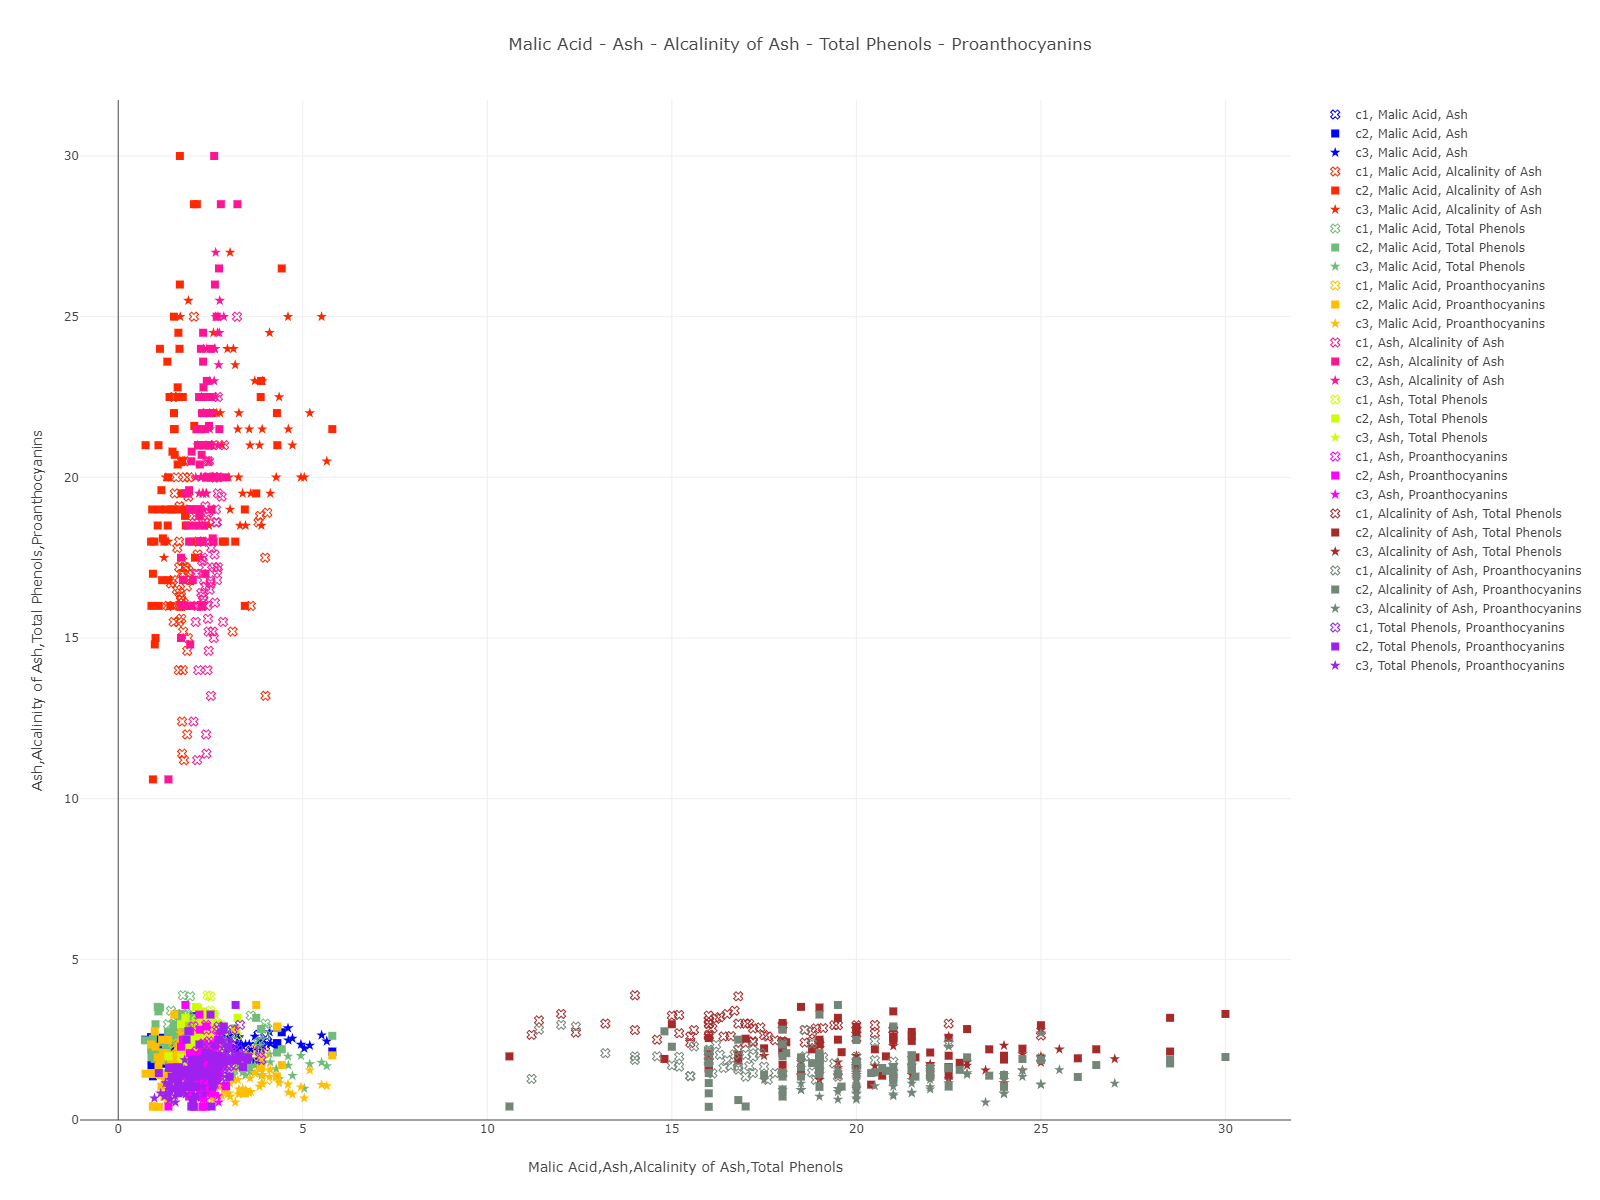 Malic Acid - Ash - Alcalinity of Ash - Total Phenols - Proanthocyanins
Ash,Alcalinity of Ash,Total Phenols,Proanthocyanins
30
25
20
15
10
5
0
0 5 10 15 20 25 30
Malic Acid,Ash,Alcalinity of Ash,Total Phenols
c1, Malic Acid, Ash
c2, Malic Acid, Ash
c3, Malic Acid, Ash
c1, Malic Acid, Alcalinity of Ash
c2, Malic Acid, Alcalinity of Ash
c3, Malic Acid, Alcalinity of Ash
c1, Malic Acid, Total Phenols
c2, Malic Acid, Total Phenols
c3, Malic Acid, Total Phenols
c1, Malic Acid, Proanthocyanins
c2, Malic Acid, Proanthocyanins
c3, Malic Acid, Proanthocyanins
c1, Ash, Alcalinity of Ash
c2, Ash, Alcalinity of Ash
c3, Ash, Alcalinity of Ash
c1, Ash, Total Phenols
c2, Ash, Total Phenols
c3, Ash, Total Phenols
c1, Ash, Proanthocyanins
c2, Ash, Proanthocyanins
c3, Ash, Proanthocyanins
c1, Alcalinity of Ash, Total Phenols
c2, Alcalinity of Ash, Total Phenols
c3, Alcalinity of Ash, Total Phenols
c1, Alcalinity of Ash, Proanthocyanins
c2, Alcalinity of Ash, Proanthocyanins
c3, Alcalinity of Ash, Proanthocyanins
c1, Total Phenols, Proanthocyanins
c2, Total Phenols, Proanthocyanins
c3, Total Phenols, Proanthocyanins